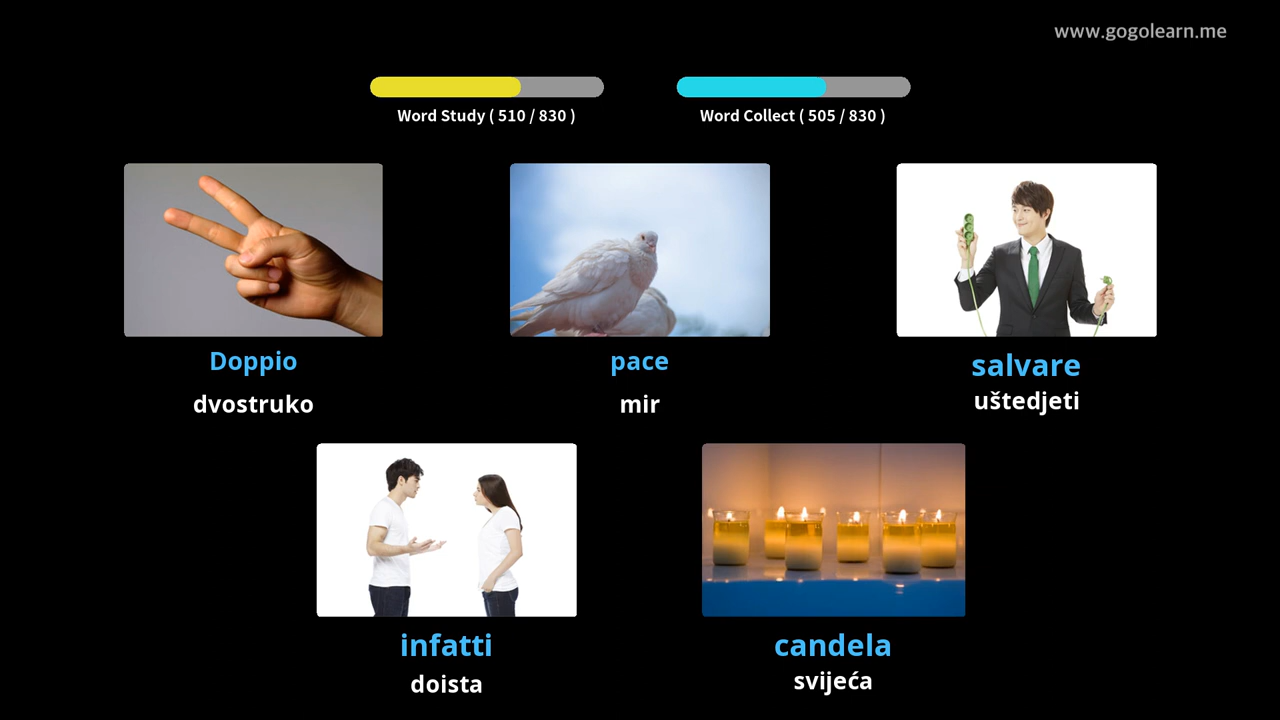 www.gogolearn.me
Word Study ( 510 / 830 )
Word Collect ( 505 / 830 )
Doppio
dvostruko
pace
mir
salvare
uštedjeti
infatti
doista
candela
svijeća